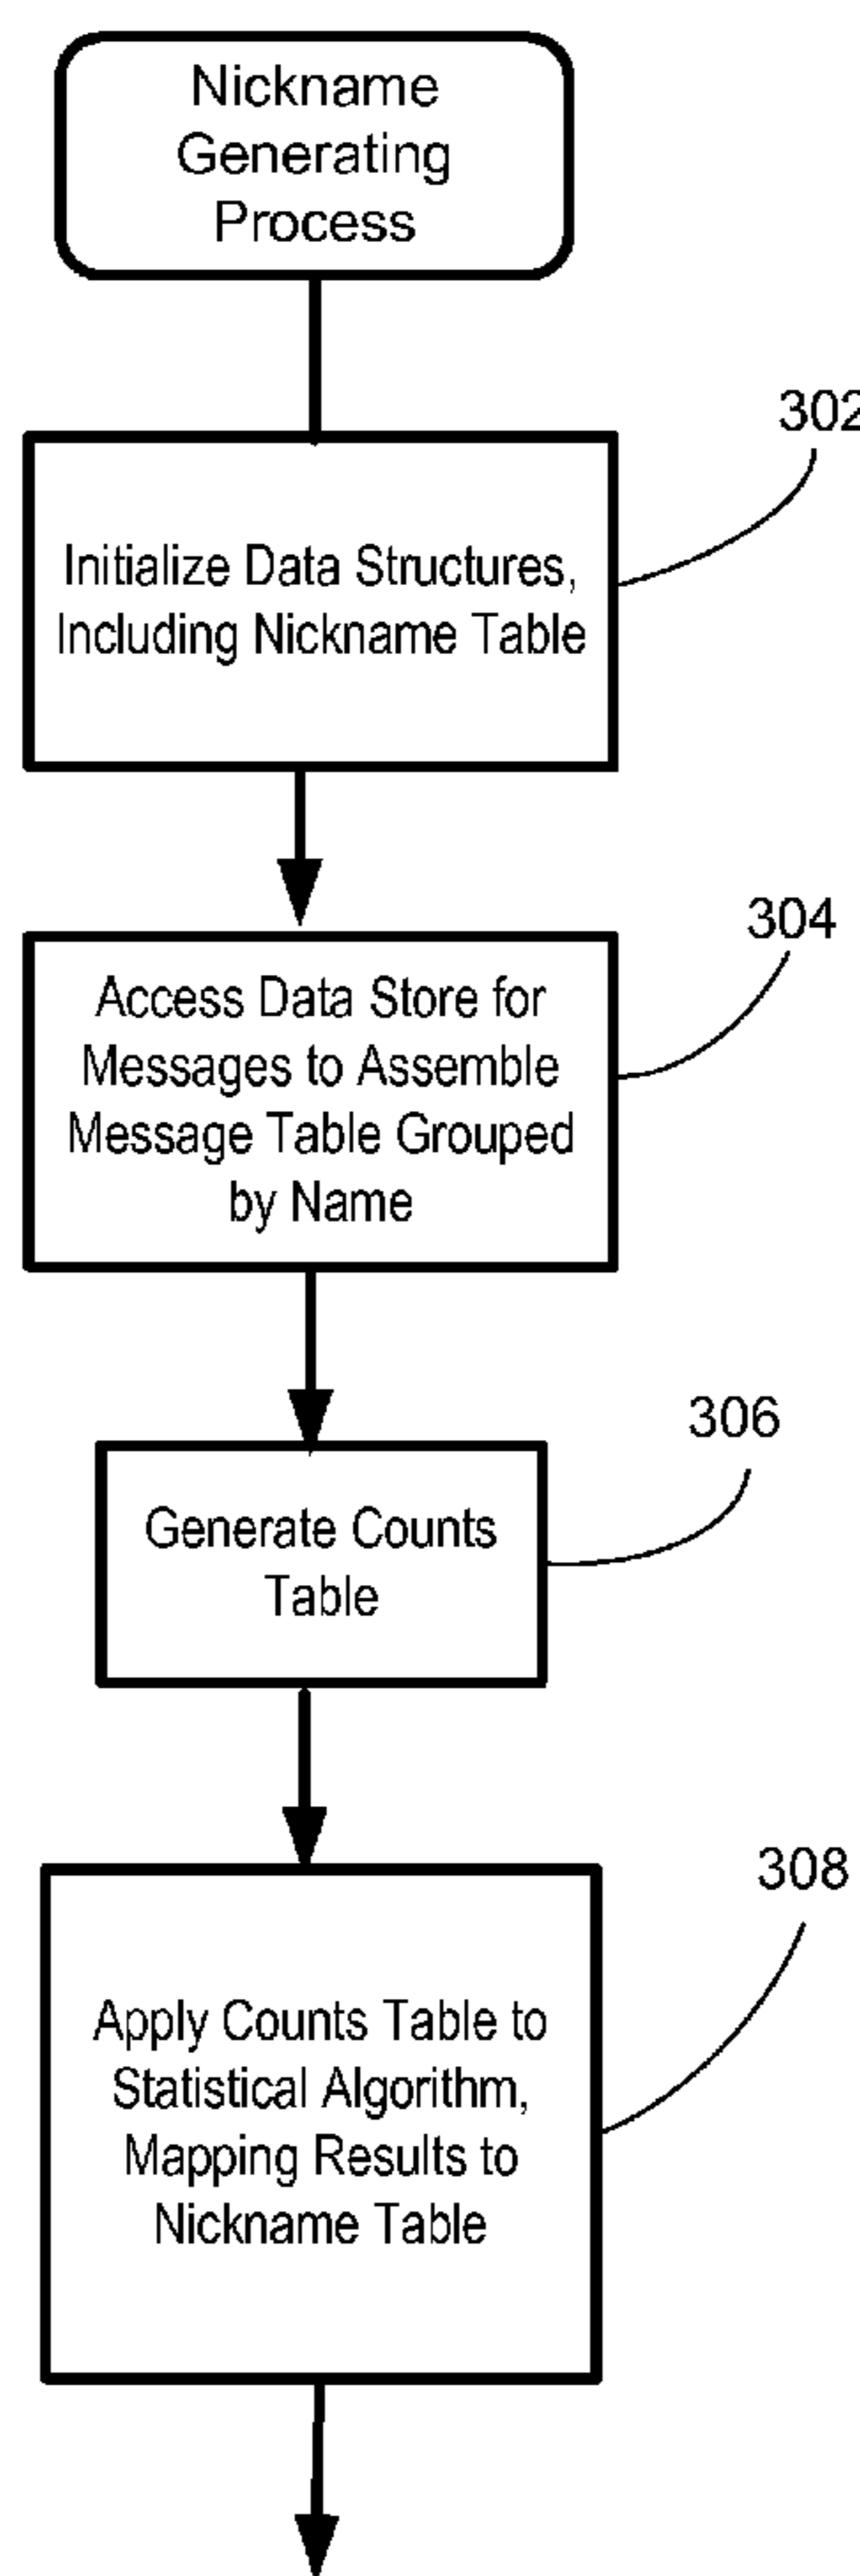 Nickname
Generating
Process
302
Initialize Data Structures,
Including Nickname Table
304
Access Data Store for
Messages to Assemble
Message Table Grouped
by Name
306
Generate Counts
Table
308
Apply Counts Table to
Statistical Algorithm,
Mapping Results to
Nickname Table